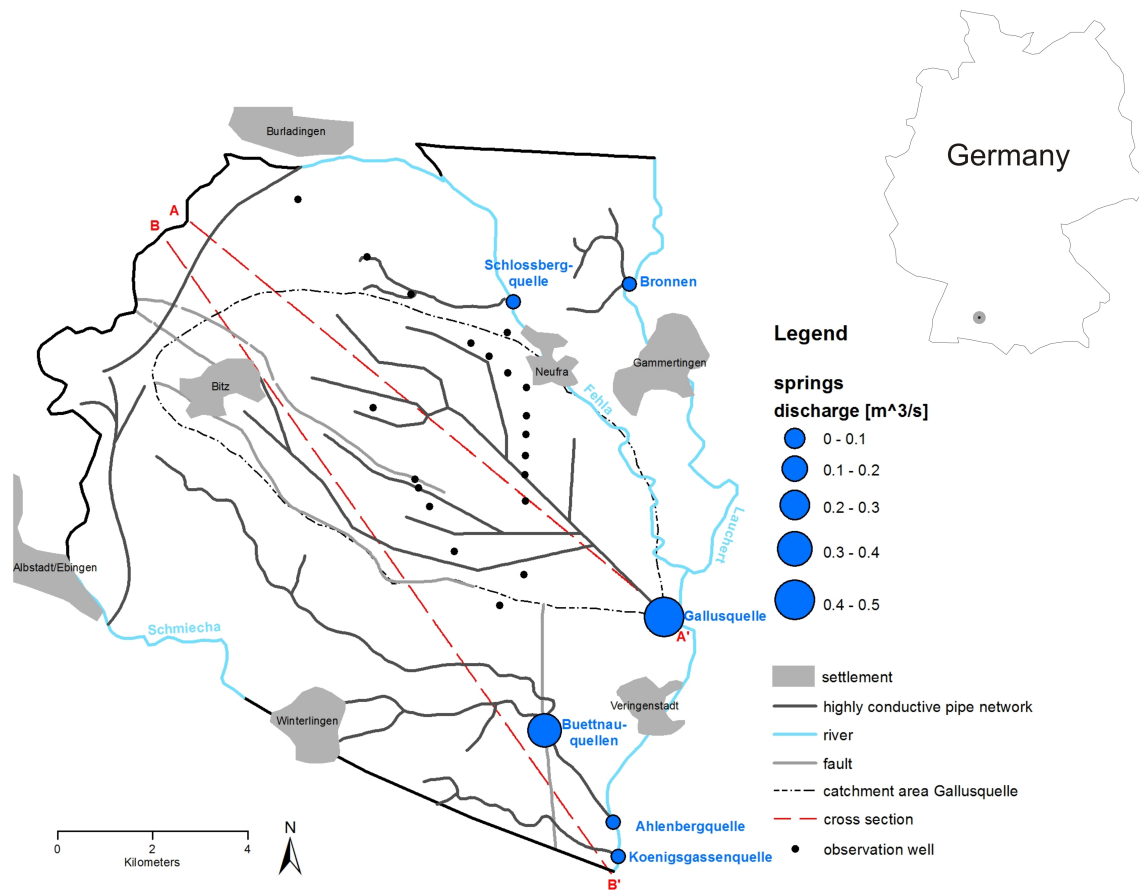 Burladingen
Germany
A
B
Schlossberg-
quelle
Bronnen
Legend
Neufra
Gammertingen
springs
Bitz
discharge [m^3/s]
Fehla
0 - 0.1
0.1 - 0.2
0.2 - 0.3
Lauchert
0.3 - 0.4
Albstadt/Ebingen
0.4 - 0.5
Gallusquelle
Schmiecha
A'
settlement
Veringenstadt
highly conductive pipe network
Winterlingen
Buettnau-
quellen
river
fault
catchment area Gallusquelle
cross section
Ahlenbergquelle
N
0 2 4
Kilometers
observation well
Koenigsgassenquelle
B'